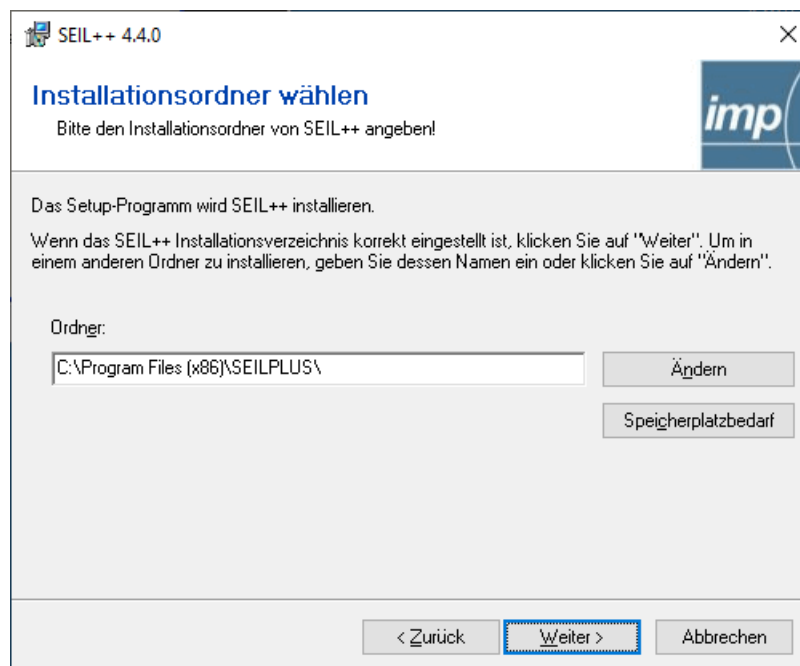 SEIL++ 4.4.0
Installationsordner wählen
Bitte den Installationsordner von SEIL++ angeben!
imp
Das Setup-Programm wird SEIL++ installieren.
Wenn das SEIL++ Installationsverzeichnis korrekt eingestellt ist, klicken Sie auf "Weiter". Um in
einem anderen Ordner zu installieren, geben Sie dessen Namen ein oder klicken Sie auf "Ändern".
Ordner:
C:\Program Files (x86)\SEILPLUS\
Ändern
Speicherplatzbedarf
< Zurück
Weiter >
Abbrechen